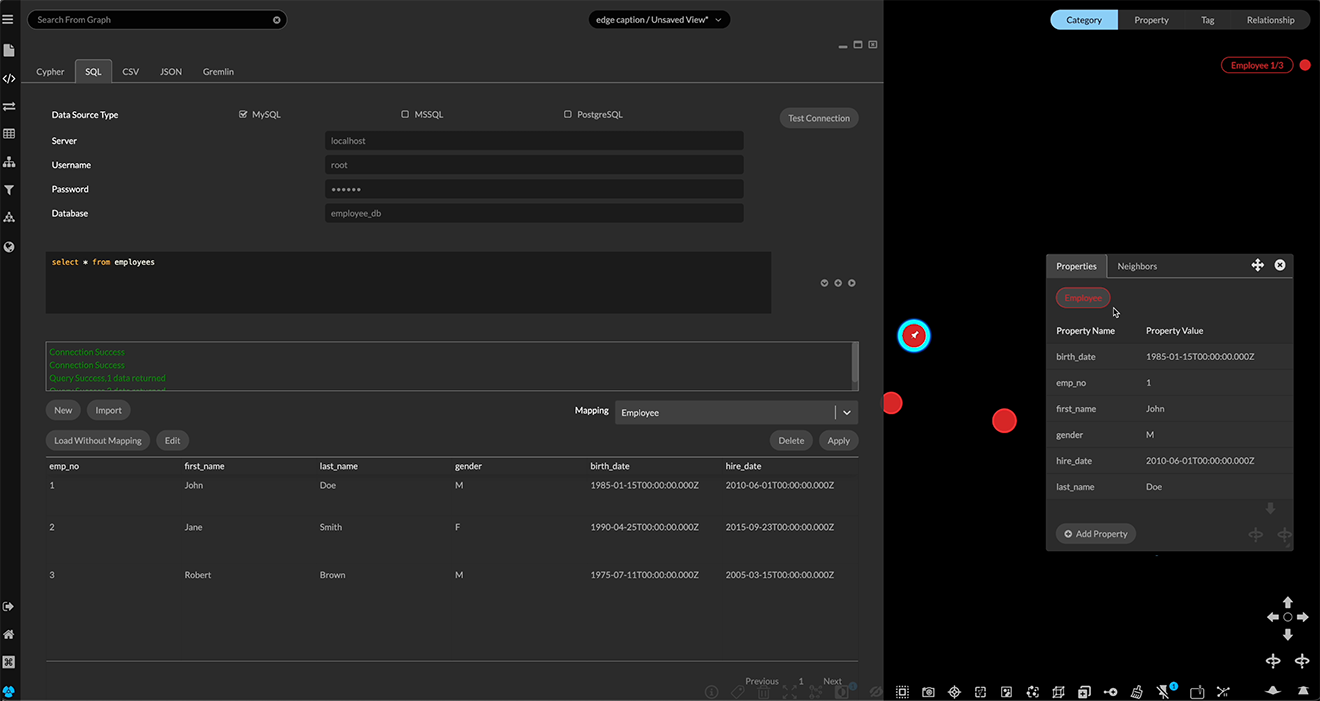 Search From Graph
edge caption / Unsaved View*
Category Property Tag Relationship
Employee 1/3
Cypher SQL CSV JSON Gremlin
Data Source Type MySQL MSSQL PostgreSQL Test Connection
Server localhost
Username root
Password ••••••
Database employee_db
select * from employees
Connection Success
Connection Success
Query Success,1 data returned
New Import Mapping Employee
Load Without Mapping Edit Delete Apply
emp_no first_name last_name gender birth_date hire_date
1 John Doe M 1985-01-15T00:00:00.000Z 2010-06-01T00:00:00.000Z
2 Jane Smith F 1990-04-25T00:00:00.000Z 2015-09-23T00:00:00.000Z
3 Robert Brown M 1975-07-11T00:00:00.000Z 2005-03-15T00:00:00.000Z
Previous 1 Next
Properties Neighbors
Employee
Property Name Property Value
birth_date 1985-01-15T00:00:00.000Z
emp_no 1
first_name John
gender M
hire_date 2010-06-01T00:00:00.000Z
last_name Doe
Add Property
1